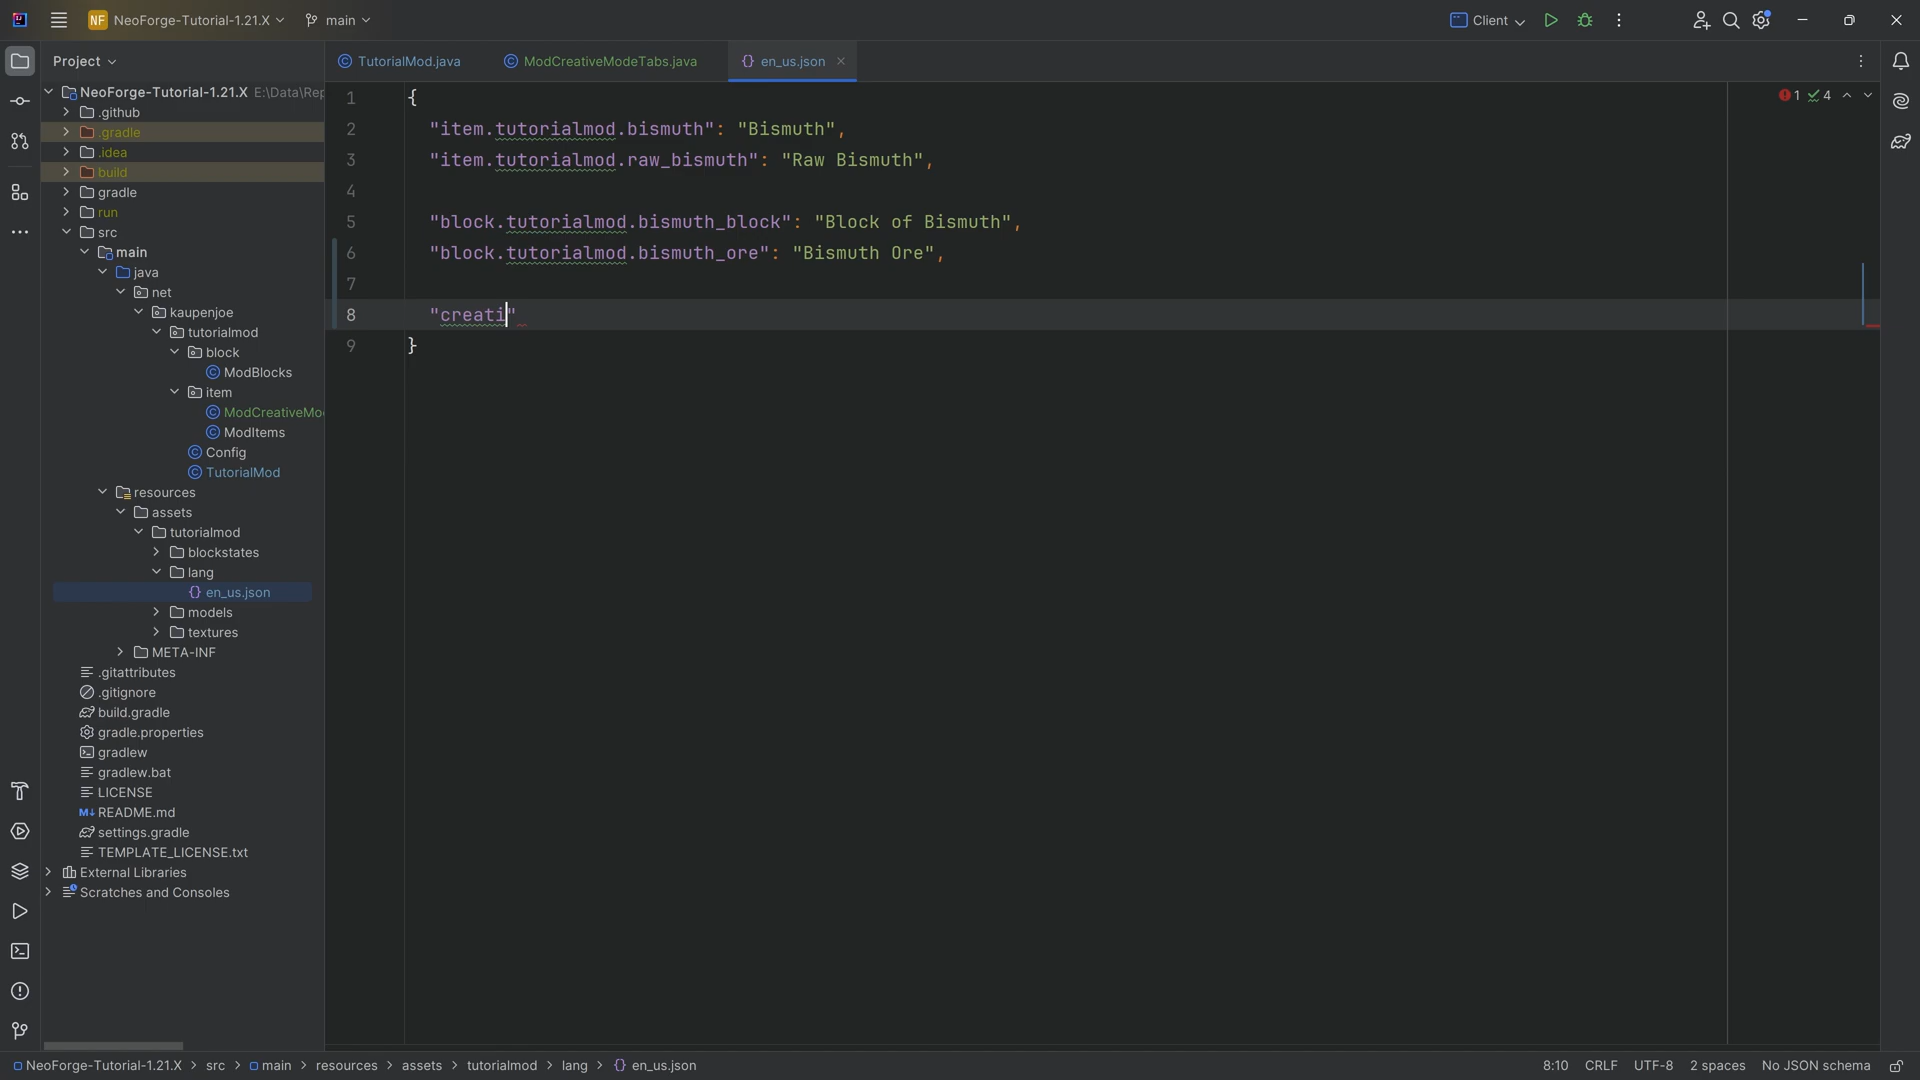 NF NeoForge-Tutorial-1.21.X main Client
Project
TutorialMod.java ModCreativeModeTabs.java {} en_us.json
NeoForge-Tutorial-1.21.X E:\Data\Rep
.github
.gradle
.idea
build
gradle
run
src
main
java
net
kaupenjoe
tutorialmod
block
ModBlocks
item
ModCreativeMo
ModItems
Config
TutorialMod
resources
assets
tutorialmod
blockstates
lang
{} en_us.json
models
textures
META-INF
.gitattributes
.gitignore
build.gradle
gradle.properties
gradlew
gradlew.bat
LICENSE
M↓ README.md
settings.gradle
TEMPLATE_LICENSE.txt
External Libraries
Scratches and Consoles
1 {
2 "item.tutorialmod.bismuth": "Bismuth",
3 "item.tutorialmod.raw_bismuth": "Raw Bismuth",
4
5 "block.tutorialmod.bismuth_block": "Block of Bismuth",
6 "block.tutorialmod.bismuth_ore": "Bismuth Ore",
7
8 "creati"
9 }
1 4
NeoForge-Tutorial-1.21.X > src > main > resources > assets > tutorialmod > lang > {} en_us.json
8:10 CRLF UTF-8 2 spaces No JSON schema